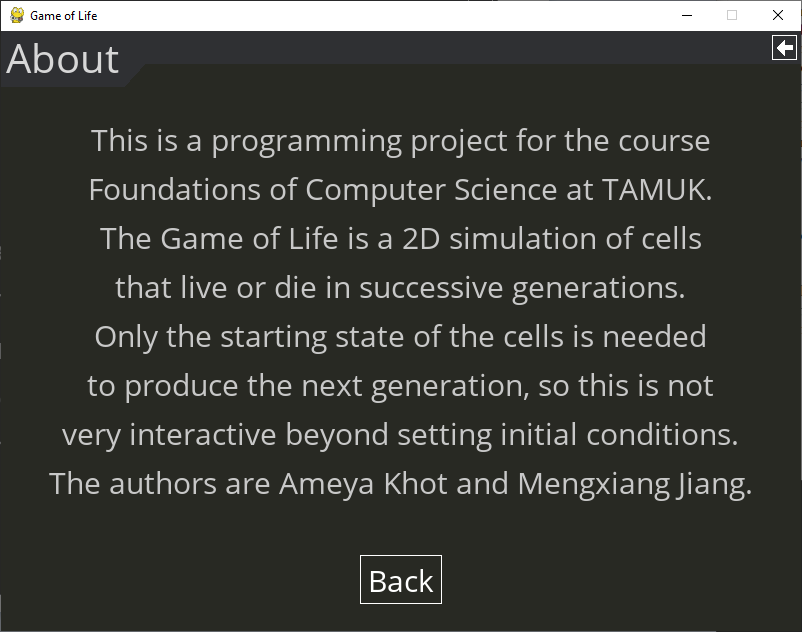 Game of Life
About
This is a programming project for the course
Foundations of Computer Science at TAMUK.
The Game of Life is a 2D simulation of cells
that live or die in successive generations.
Only the starting state of the cells is needed
to produce the next generation, so this is not
very interactive beyond setting initial conditions.
The authors are Ameya Khot and Mengxiang Jiang.
Back